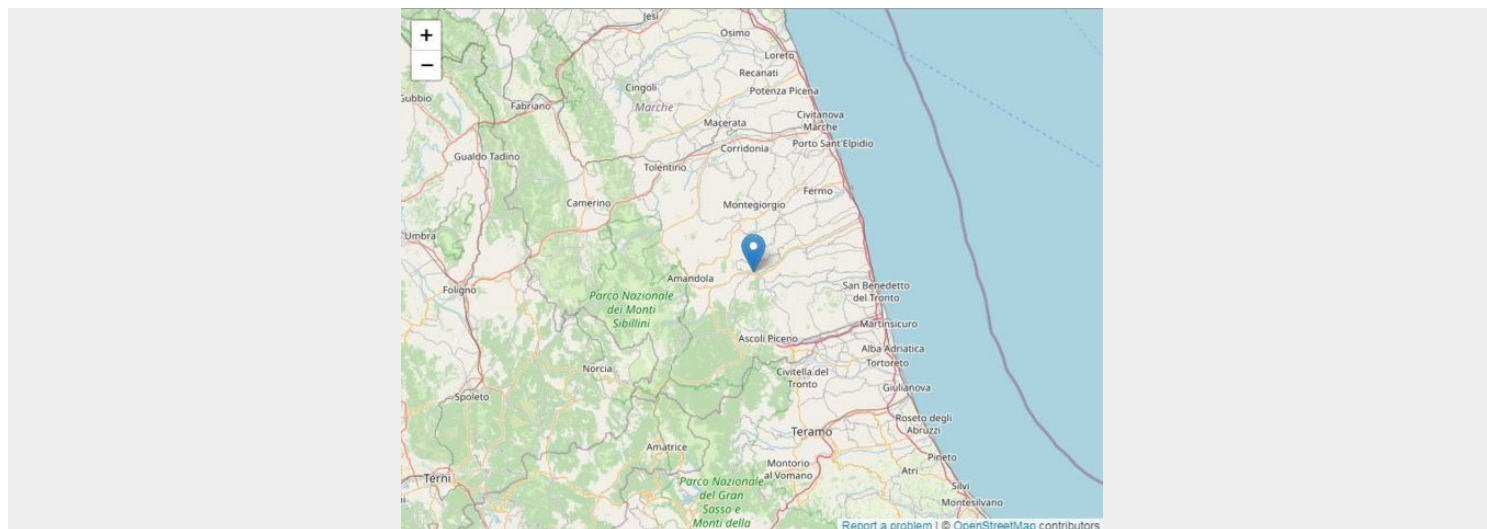 +
−
Jesi
Osimo
Loreto
Recanati
Cingoli
Potenza Picena
Gubbio
Fabriano
Marche
Macerata
Civitanova
Marche
Corridonia
Porto Sant'Elpidio
Gualdo Tadino
Tolentino
Camerino
Fermo
Montegiorgio
Umbra
Amandola
Foligno
Parco Nazionale
dei Monti
Sibillini
San Benedetto
del Tronto
Martinsicuro
Ascoli Piceno
Alba Adriatica
Tortoreto
Norcia
Civitella del
Tronto
Giulianova
Spoleto
Roseto degli
Abruzzi
Teramo
Amatrice
Pineto
Montorio
al Vomano
Atri
Terni
Parco Nazionale
del Gran
Sasso e
Monti della
Silvi
Montesilvano
Report a problem | © OpenStreetMap contributors